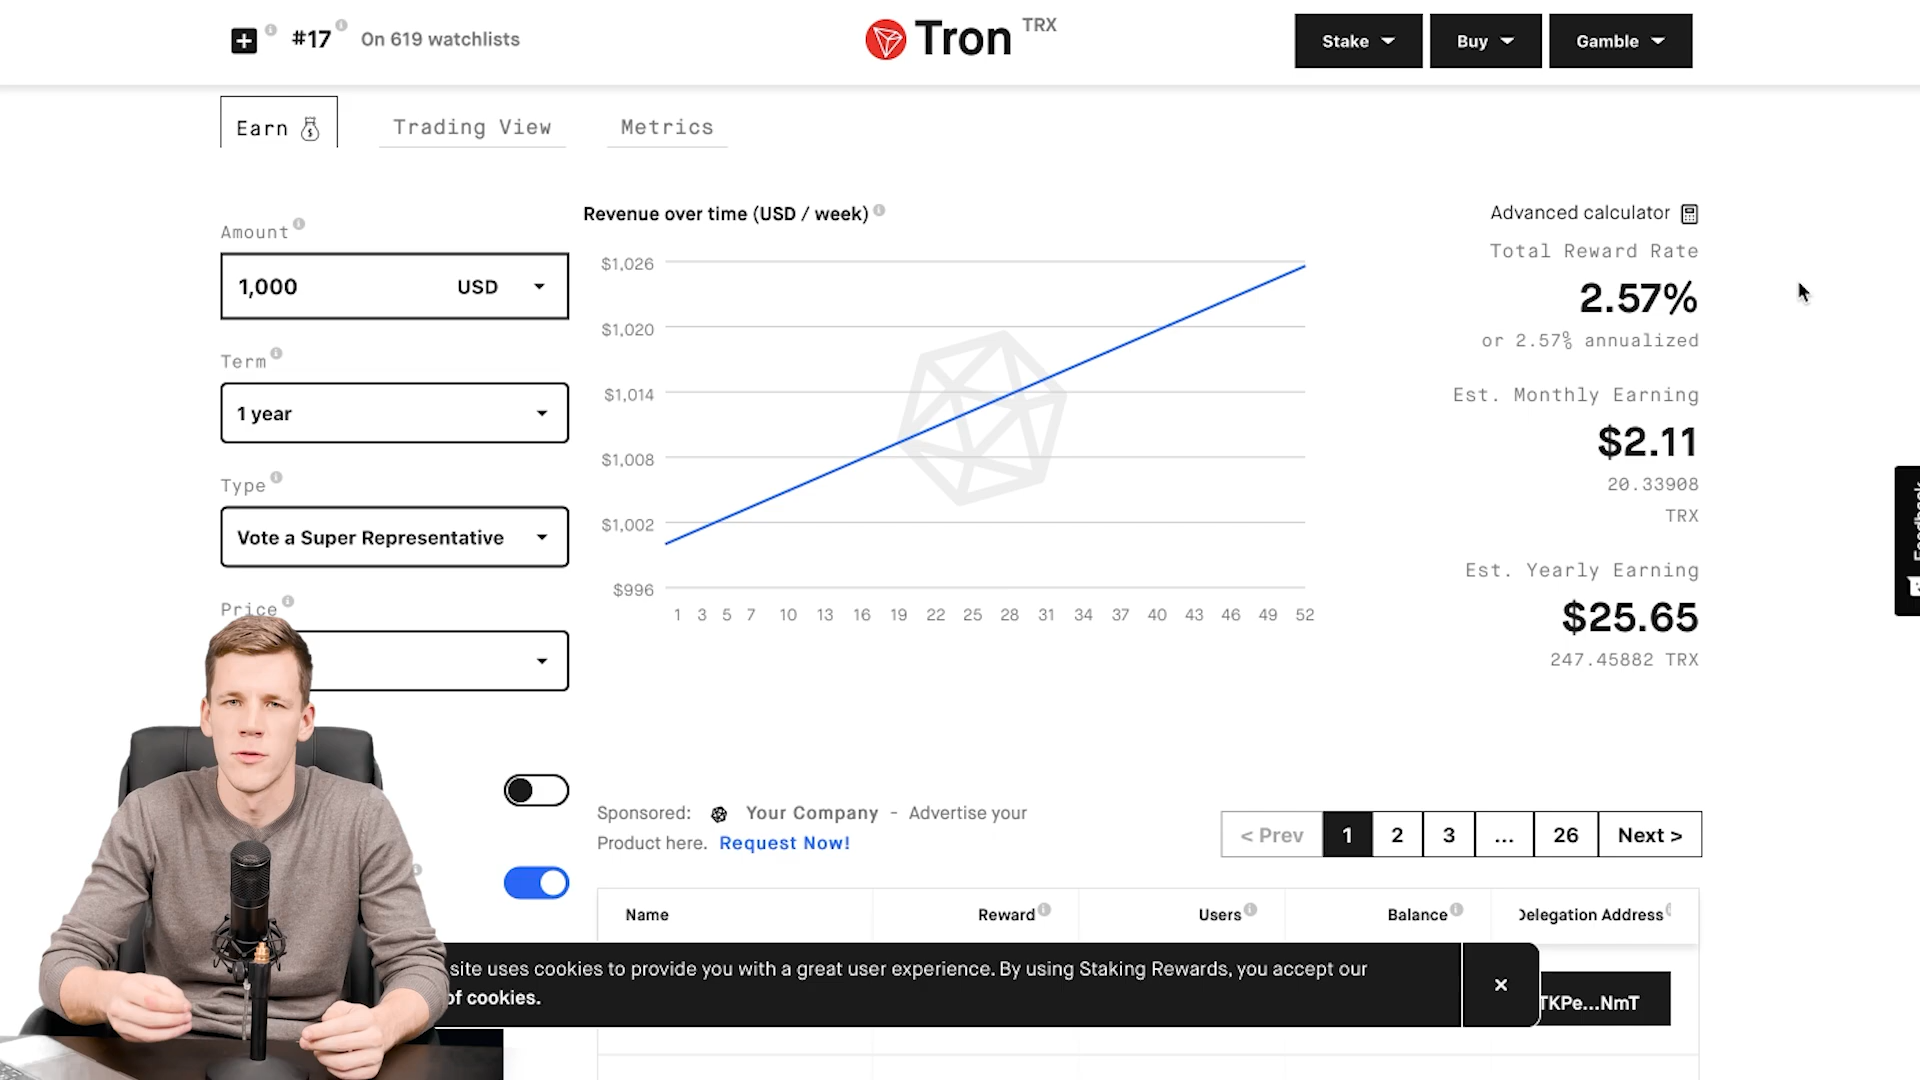 #17
On 619 watchlists
Tron TRX
Stake
Buy
Gamble
Earn
Trading View
Metrics
Amount
1,000 USD
Term
1 year
Type
Vote a Super Representative
Price
Revenue over time (USD / week)
$1,026
$1,020
$1,014
$1,008
$1,002
$996
1 3 5 7 10 13 16 19 22 25 28 31 34 37 40 43 46 49 52
Advanced calculator
Total Reward Rate
2.57%
or 2.57% annualized
Est. Monthly Earning
$2.11
20.33908
TRX
Est. Yearly Earning
$25.65
247.45882 TRX
Feedback
Sponsored: Your Company - Advertise your
Product here. Request Now!
< Prev 1 2 3 ... 26 Next >
Name Reward Users Balance Delegation Address
site uses cookies to provide you with a great user experience. By using Staking Rewards, you accept our
of cookies.
×
TKPe...NmT